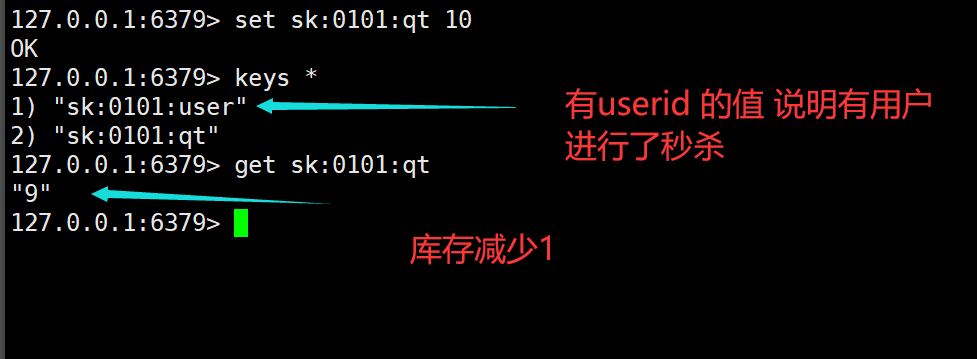 127.0.0.1:6379> set sk:0101:qt 10
OK
127.0.0.1:6379> keys *
1) "sk:0101:user"
2) "sk:0101:qt"
127.0.0.1:6379> get sk:0101:qt
"9"
127.0.0.1:6379>
有userid 的值 说明有用户
进行了秒杀
库存减少1